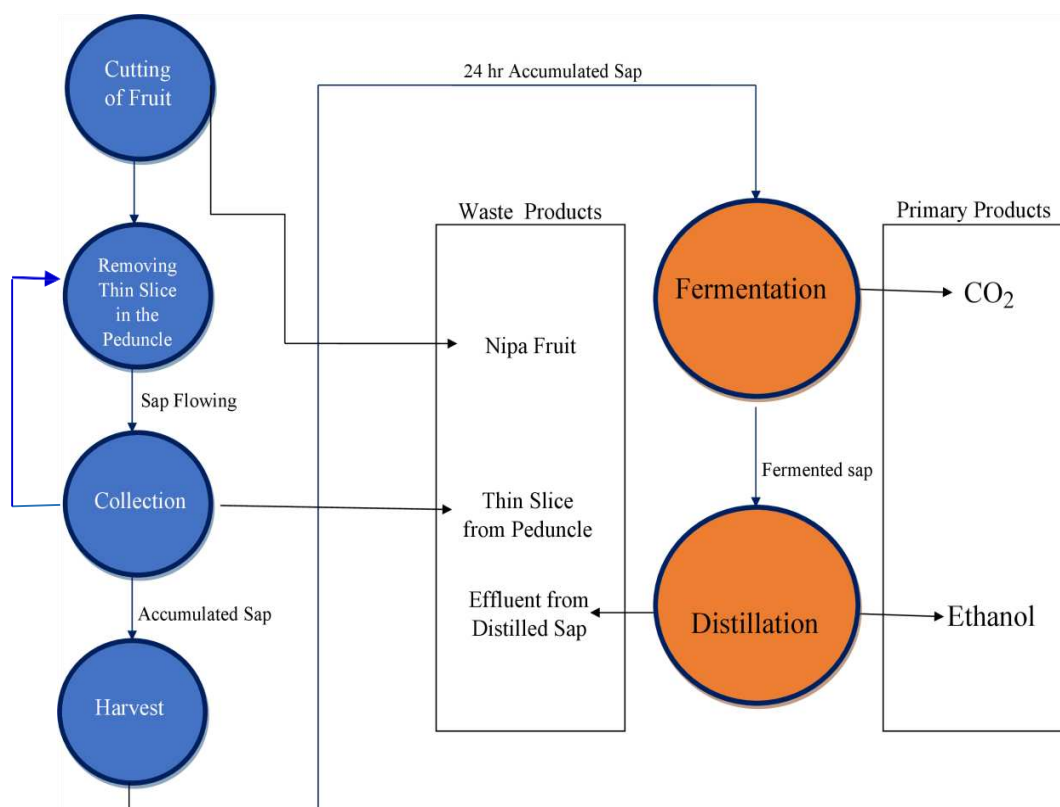 Cutting
of Fruit
Removing
Thin Slice
in the
Peduncle
Sap Flowing
Collection
Accumulated Sap
Harvest
24 hr Accumulated Sap
Waste Products
Nipa Fruit
Thin Slice
from Peduncle
Effluent from
Distilled Sap
Fermentation
Fermented sap
Distillation
Primary Products
CO₂
Ethanol